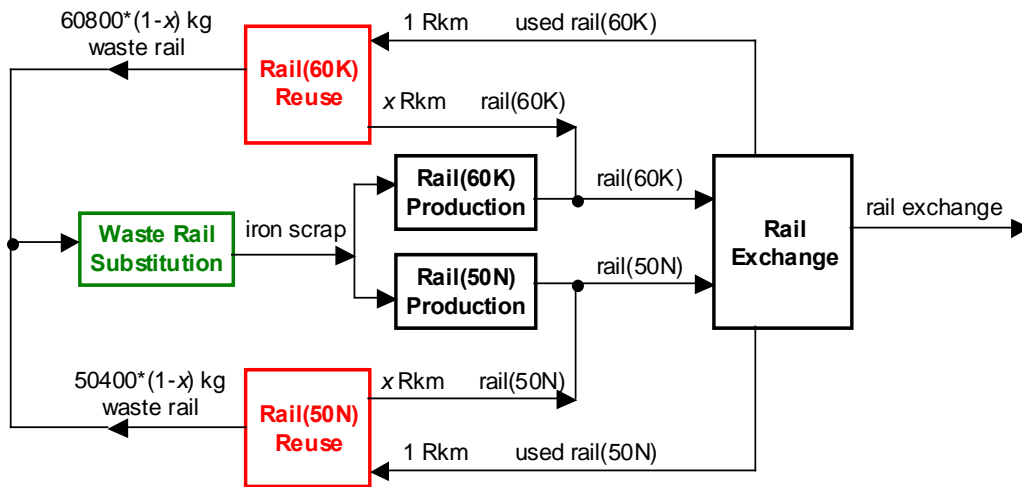 60800*(1-x) kg
waste rail
1 Rkm used rail(60K)
Rail(60K)
Reuse
x Rkm rail(60K)
Rail(60K)
Production
rail(60K)
Waste Rail
Substitution
iron scrap
Rail
Exchange
rail exchange
Rail(50N)
Production
rail(50N)
50400*(1-x) kg
waste rail
x Rkm rail(50N)
Rail(50N)
Reuse
1 Rkm used rail(50N)